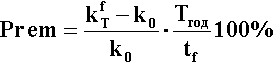 Prem = (k_T^f – k_0) / k_0 · T_год / t_f 100%